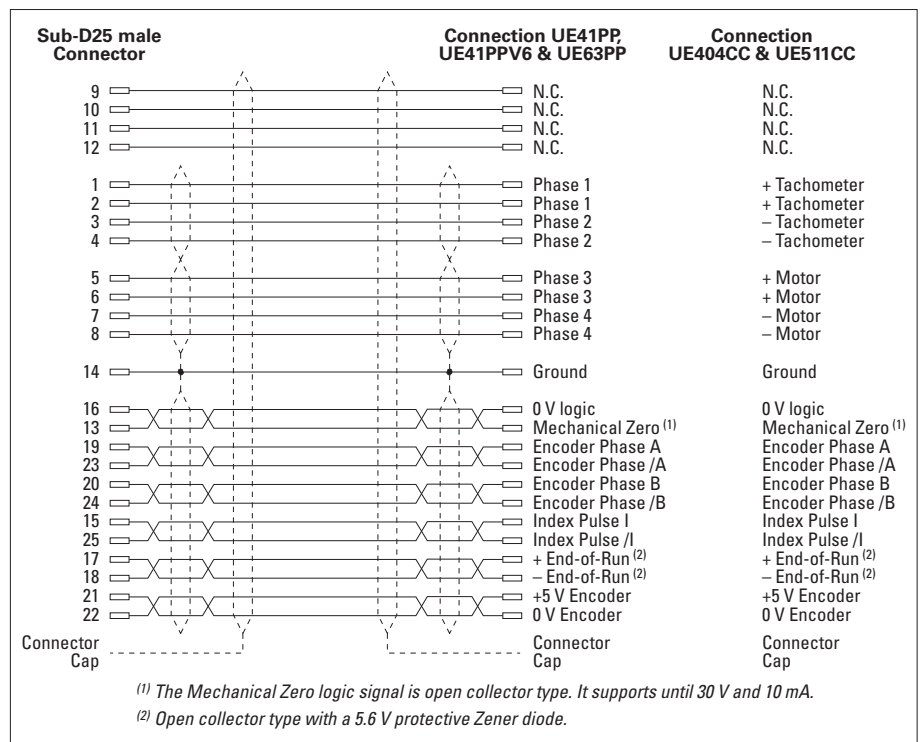 Sub-D25 male Connection UE41PP, Connection
Connector UE41PPV6 & UE63PP UE404CC & UE511CC
9 N.C. N.C.
10 N.C. N.C.
11 N.C. N.C.
12 N.C. N.C.
1 Phase 1 + Tachometer
2 Phase 1 + Tachometer
3 Phase 2 – Tachometer
4 Phase 2 – Tachometer
5 Phase 3 + Motor
6 Phase 3 + Motor
7 Phase 4 – Motor
8 Phase 4 – Motor
14 Ground Ground
16 0 V logic 0 V logic
13 Mechanical Zero (1) Mechanical Zero (1)
19 Encoder Phase A Encoder Phase A
23 Encoder Phase /A Encoder Phase /A
20 Encoder Phase B Encoder Phase B
24 Encoder Phase /B Encoder Phase /B
15 Index Pulse I Index Pulse I
25 Index Pulse /I Index Pulse /I
17 + End-of-Run (2) + End-of-Run (2)
18 – End-of-Run (2) – End-of-Run (2)
21 +5 V Encoder +5 V Encoder
22 0 V Encoder 0 V Encoder
Connector Connector Connector
Cap Cap Cap
(1) The Mechanical Zero logic signal is open collector type. It supports until 30 V and 10 mA.
(2) Open collector type with a 5.6 V protective Zener diode.